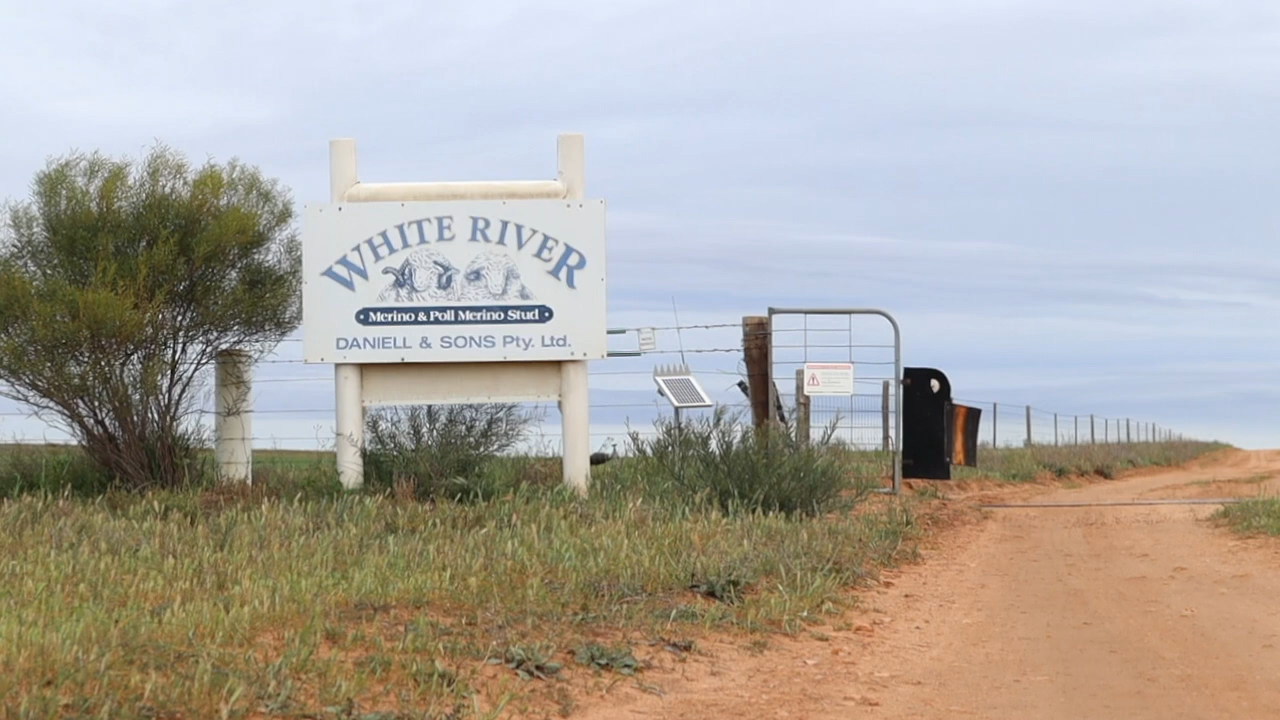 WHITE RIVER
Merino & Poll Merino Stud
DANIELL & SONS Pty. Ltd.